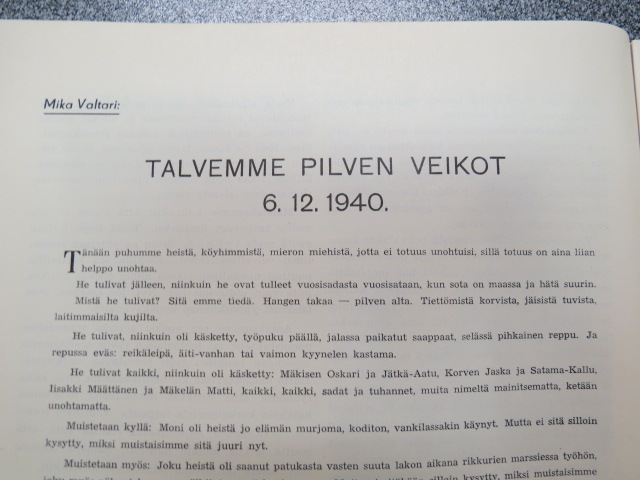 Mika Valtari:
TALVEMME PILVEN VEIKOT
6. 12. 1940.
Tänään puhumme heistä, köyhimmistä, mieron miehistä, jotta ei totuus unohtuisi, sillä totuus on aina liian
helppo unohtaa.
He tulivat jälleen, niinkuin he ovat tulleet vuosisadasta vuosisataan, kun sota on maassa ja hätä suurin.
Mistä he tulivat? Sitä emme tiedä. Hangen takaa — pilven alta. Tiettömistä korvista, jäisistä tuvista,
laitimmaisilta kujilta.
He tulivat, niinkuin oli käsketty, työpuku päällä, jalassa paikatut saappaat, selässä pihkainen reppu. Ja
repussa eväs: reikäleipä, äiti-vanhan tai vaimon kyynelen kastama.
He tulivat kaikki, niinkuin oli käsketty: Mäkisen Oskari ja Jätkä-Aatu, Korven Jaska ja Satama-Kallu,
Iisakki Määttänen ja Mäkelän Matti, kaikki, kaikki, sadat ja tuhannet, muita nimeltä mainitsematta, ketään
unohtamatta.
Muistetaan kyllä: Moni oli heistä jo elämän murjoma, koditon, vankilassakin käynyt. Mutta ei sitä silloin
kysytty, miksi muistaisimme sitä juuri nyt.
Muistetaan myös: Joku heistä oli saanut patukasta vasten suuta lakon aikana rikkurien marssiessa työhön,
silloin kysytty, miksi muistaisimme